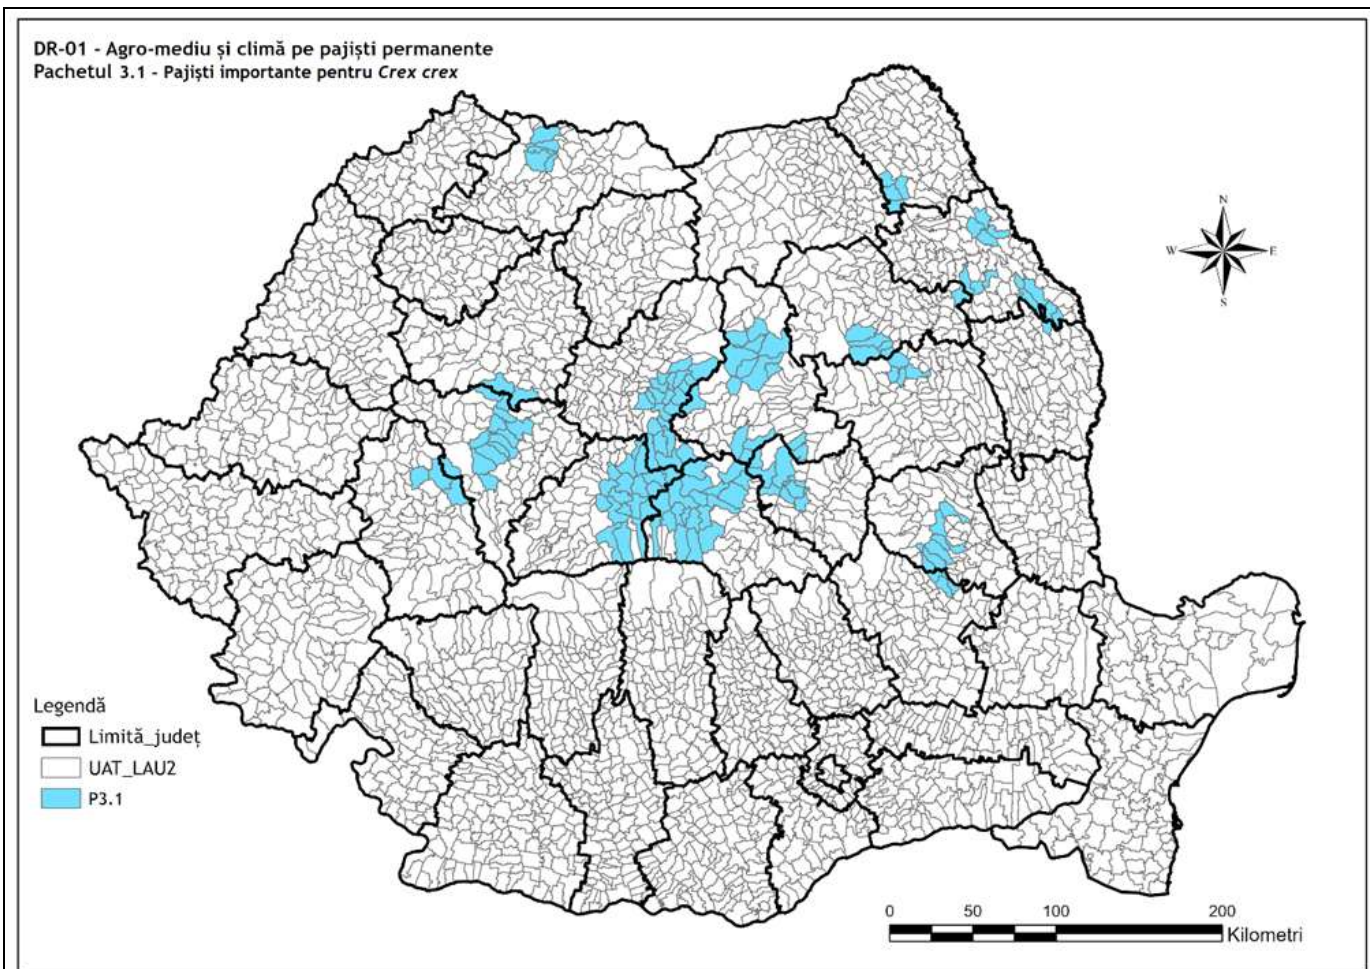 DR-01 - Agro-mediu și climă pe pajiști permanente
Pachetul 3.1 - Pajiști importante pentru Crex crex
N
W
E
S
Legendă
Limită_județ
UAT_LAU2
P3.1
0 50 100 200
Kilometri